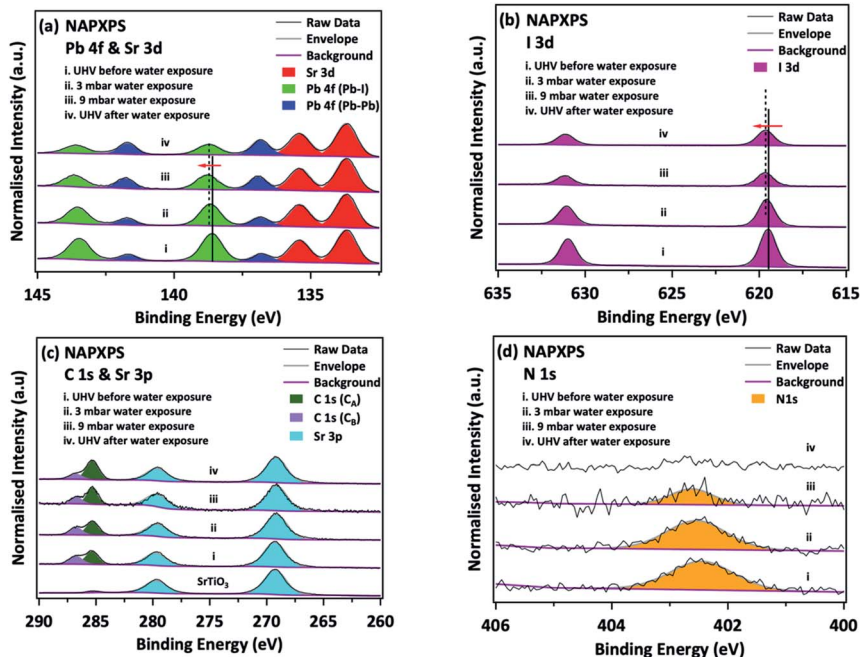 (a) NAPXPS
Pb 4f & Sr 3d
i. UHV before water exposure
ii. 3 mbar water exposure
iii. 9 mbar water exposure
iv. UHV after water exposure
Raw Data
Envelope
Background
Sr 3d
Pb 4f (Pb-I)
Pb 4f (Pb-Pb)
iv
iii
ii
i
Normalised Intensity (a.u.)
145
140
135
Binding Energy (eV)
(b) NAPXPS
I 3d
i. UHV before water exposure
ii. 3 mbar water exposure
iii. 9 mbar water exposure
iv. UHV after water exposure
Raw Data
Envelope
Background
I 3d
iv
iii
ii
i
Normalised Intensity (a.u.)
635
630
625
620
615
Binding Energy (eV)
(c) NAPXPS
C 1s & Sr 3p
i. UHV before water exposure
ii. 3 mbar water exposure
iii. 9 mbar water exposure
iv. UHV after water exposure
Raw Data
Envelope
Background
C 1s (CA)
C 1s (CB)
Sr 3p
iv
iii
ii
i
SrTiO3
Normalised Intensity (a.u)
290
285
280
275
270
265
260
Binding Energy (eV)
(d) NAPXPS
N 1s
i. UHV before water exposure
ii. 3 mbar water exposure
iii. 9 mbar water exposure
iv. UHV after water exposure
Raw Data
Envelope
Background
N1s
iv
iii
ii
i
Normalised Intensity (a.u.)
406
404
402
400
Binding Energy (eV)